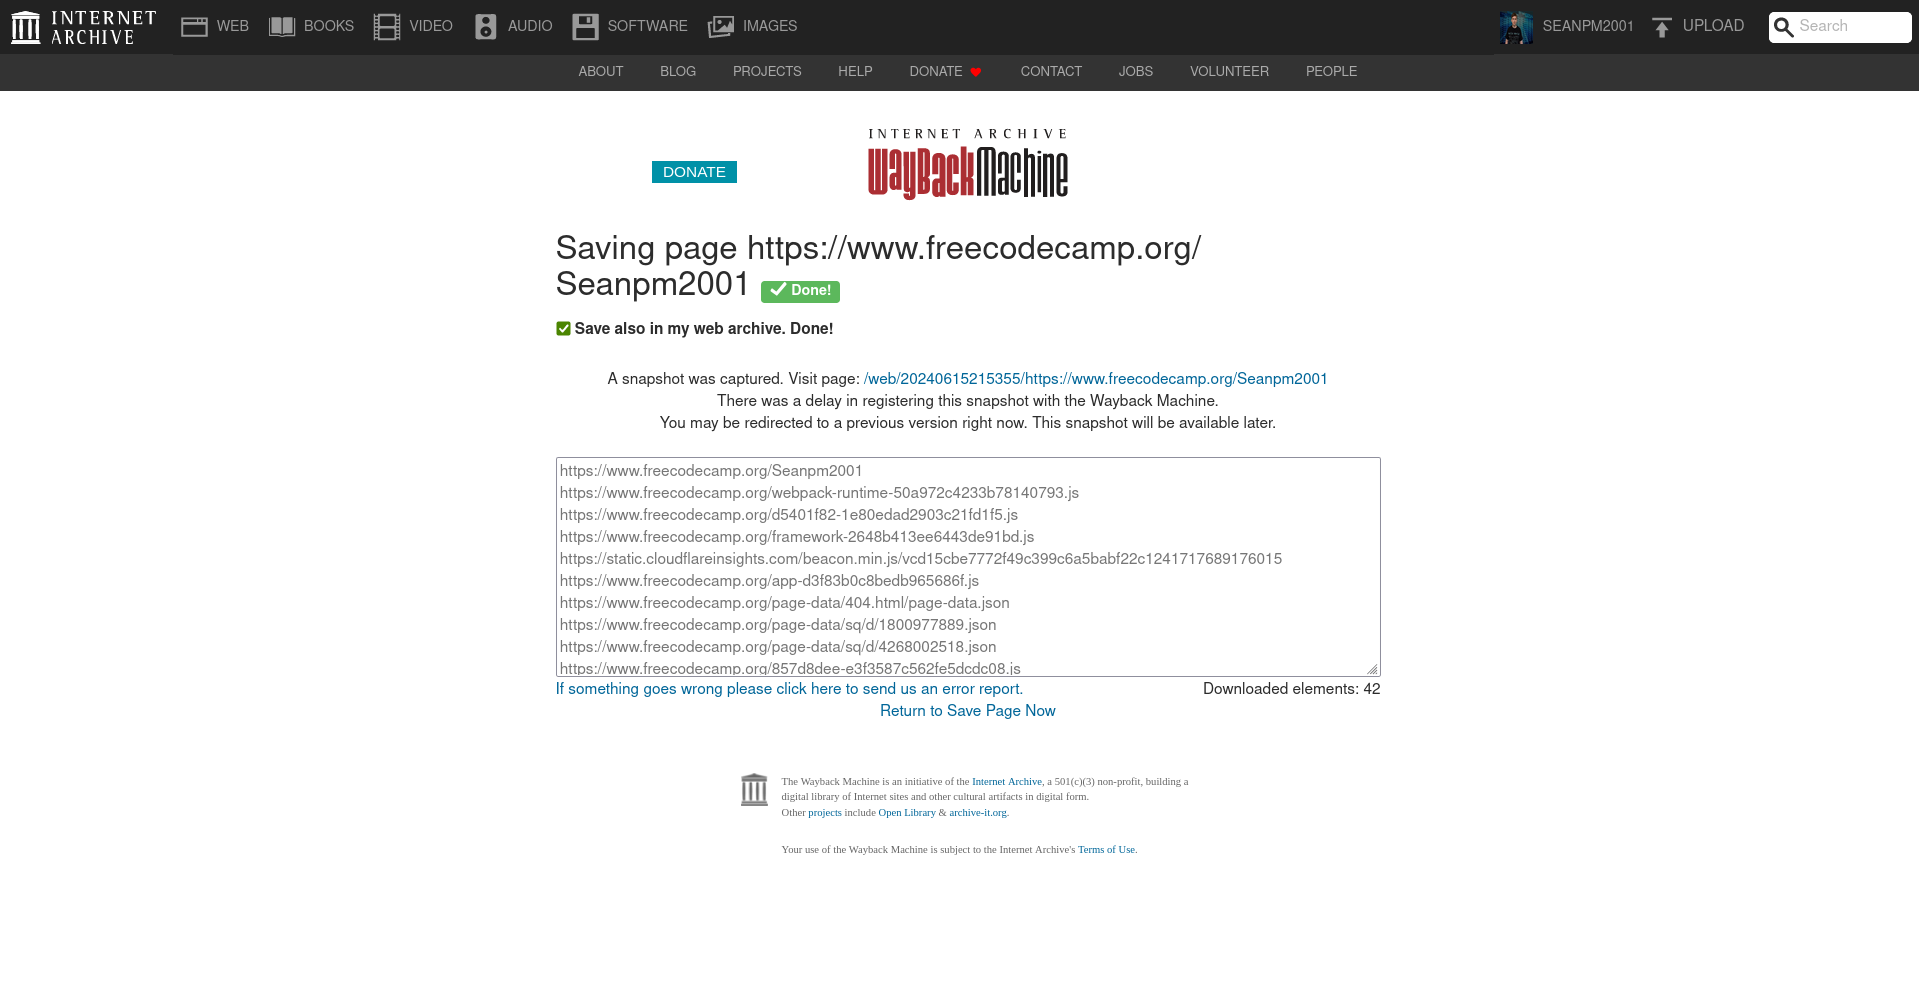 INTERNET
ARCHIVE
WEB
BOOKS
VIDEO
AUDIO
SOFTWARE
IMAGES
SEANPM2001
UPLOAD
Search
ABOUT
BLOG
PROJECTS
HELP
DONATE
CONTACT
JOBS
VOLUNTEER
PEOPLE
DONATE
INTERNET ARCHIVE
WayBackMachine
Saving page https://www.freecodecamp.org/
Seanpm2001 Done!
Save also in my web archive. Done!
A snapshot was captured. Visit page: /web/20240615215355/https://www.freecodecamp.org/Seanpm2001
There was a delay in registering this snapshot with the Wayback Machine.
You may be redirected to a previous version right now. This snapshot will be available later.
https://www.freecodecamp.org/Seanpm2001
https://www.freecodecamp.org/webpack-runtime-50a972c4233b78140793.js
https://www.freecodecamp.org/d5401f82-1e80edad2903c21fd1f5.js
https://www.freecodecamp.org/framework-2648b413ee6443de91bd.js
https://static.cloudflareinsights.com/beacon.min.js/vcd15cbe7772f49c399c6a5babf22c1241717689176015
https://www.freecodecamp.org/app-d3f83b0c8bedb965686f.js
https://www.freecodecamp.org/page-data/404.html/page-data.json
https://www.freecodecamp.org/page-data/sq/d/1800977889.json
https://www.freecodecamp.org/page-data/sq/d/4268002518.json
https://www.freecodecamp.org/857d8dee-e3f3587c562fe5dcdc08.js
If something goes wrong please click here to send us an error report.
Downloaded elements: 42
Return to Save Page Now
The Wayback Machine is an initiative of the Internet Archive, a 501(c)(3) non-profit, building a
digital library of Internet sites and other cultural artifacts in digital form.
Other projects include Open Library & archive-it.org.
Your use of the Wayback Machine is subject to the Internet Archive's Terms of Use.